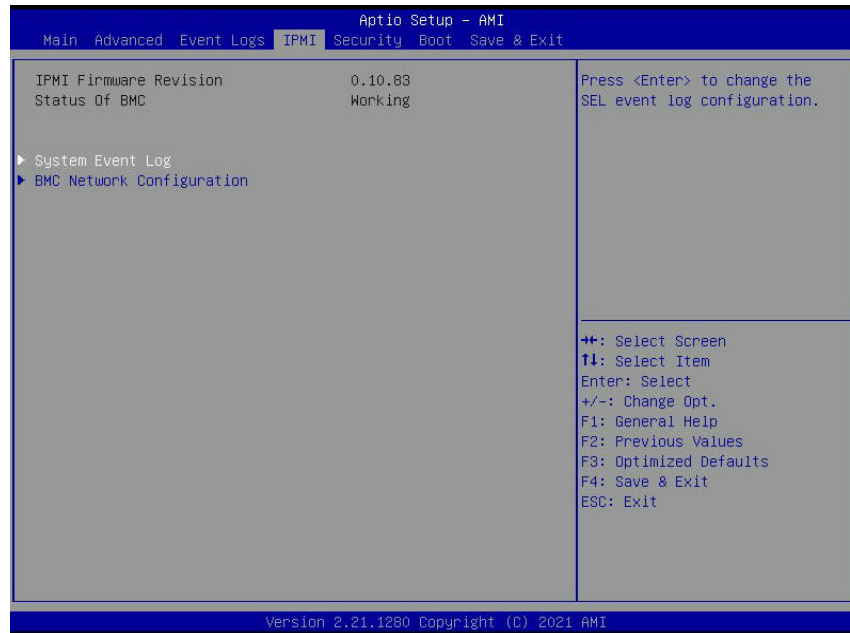 Aptio Setup - AMI
Main Advanced Event Logs IPMI Security Boot Save & Exit
IPMI Firmware Revision 0.10.83
Status Of BMC Working
System Event Log
BMC Network Configuration
Press <Enter> to change the
SEL event log configuration.
→←: Select Screen
↑↓: Select Item
Enter: Select
+/-: Change Opt.
F1: General Help
F2: Previous Values
F3: Optimized Defaults
F4: Save & Exit
ESC: Exit
Version 2.21.1280 Copyright (C) 2021 AMI